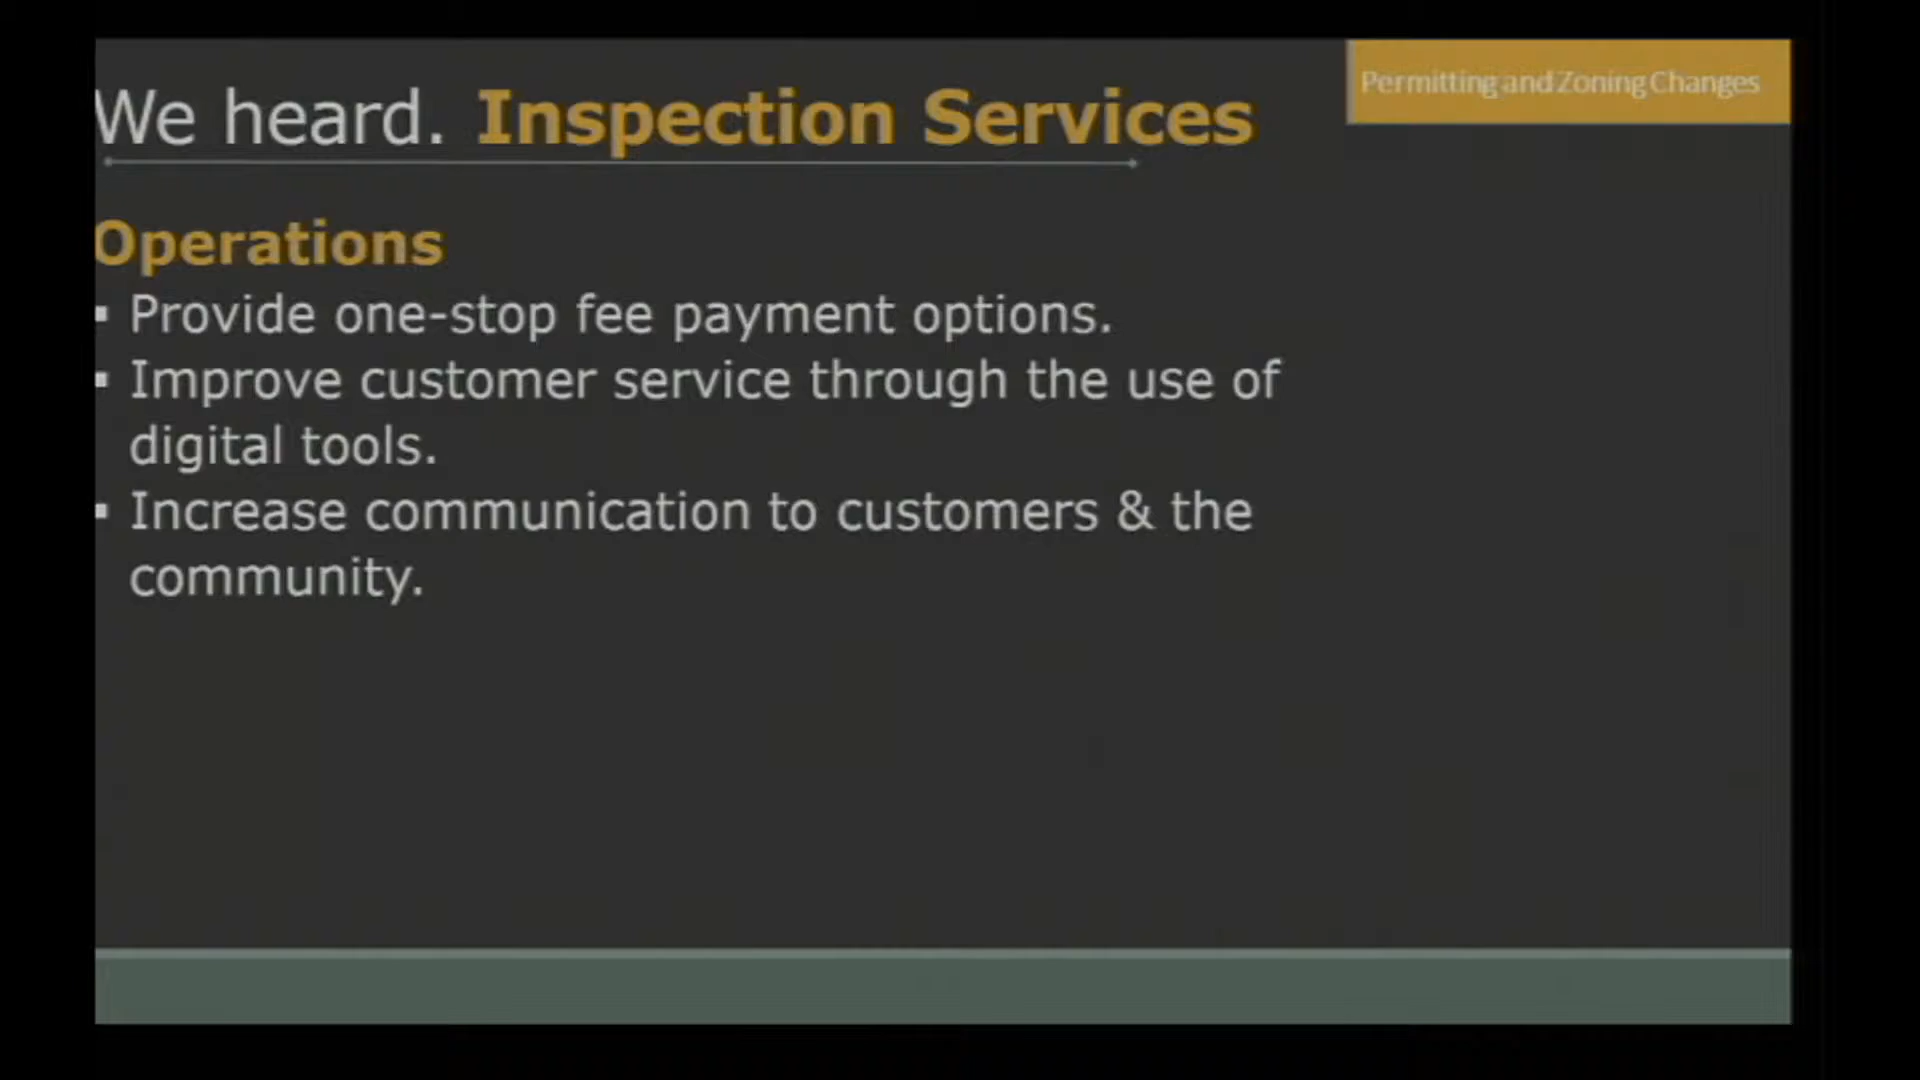 Permitting and Zoning Changes
We heard. Inspection Services
Operations
▪ Provide one-stop fee payment options.
▪ Improve customer service through the use of
digital tools.
▪ Increase communication to customers & the
community.